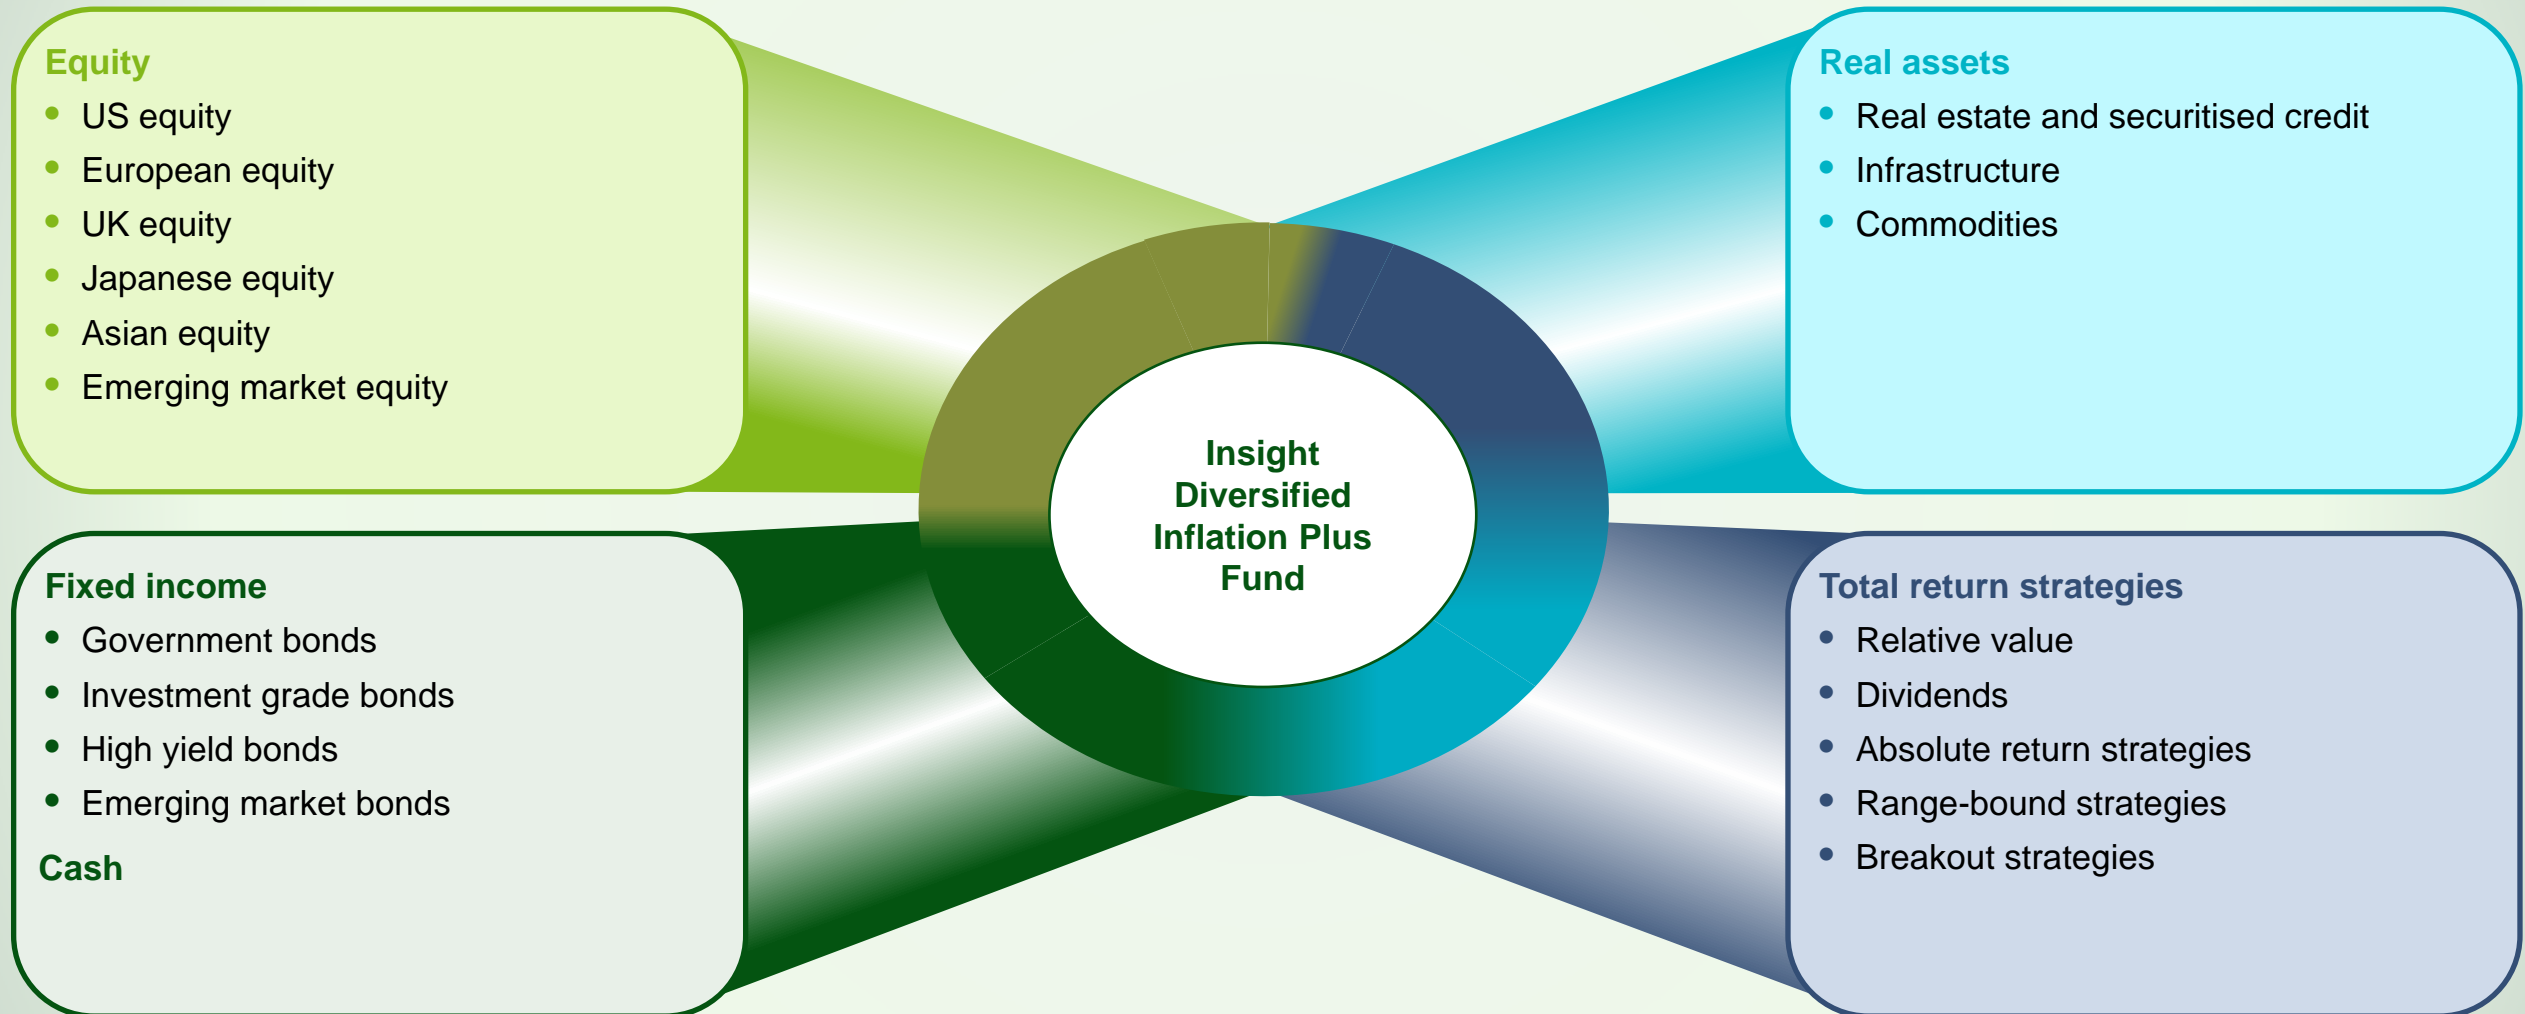 Equity
• US equity
• European equity
• UK equity
• Japanese equity
• Asian equity
• Emerging market equity
Real assets
• Real estate and securitised credit
• Infrastructure
• Commodities
Insight
Diversified
Inflation Plus
Fund
Fixed income
• Government bonds
• Investment grade bonds
• High yield bonds
• Emerging market bonds
Cash
Total return strategies
• Relative value
• Dividends
• Absolute return strategies
• Range-bound strategies
• Breakout strategies